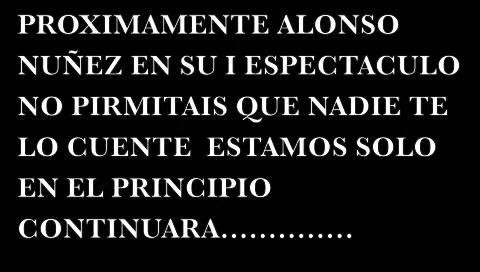 PROXIMAMENTE ALONSO
NUÑEZ EN SU I ESPECTACULO
NO PIRMITAIS QUE NADIE TE
LO CUENTE  ESTAMOS SOLO
EN EL PRINCIPIO
CONTINUARA..............